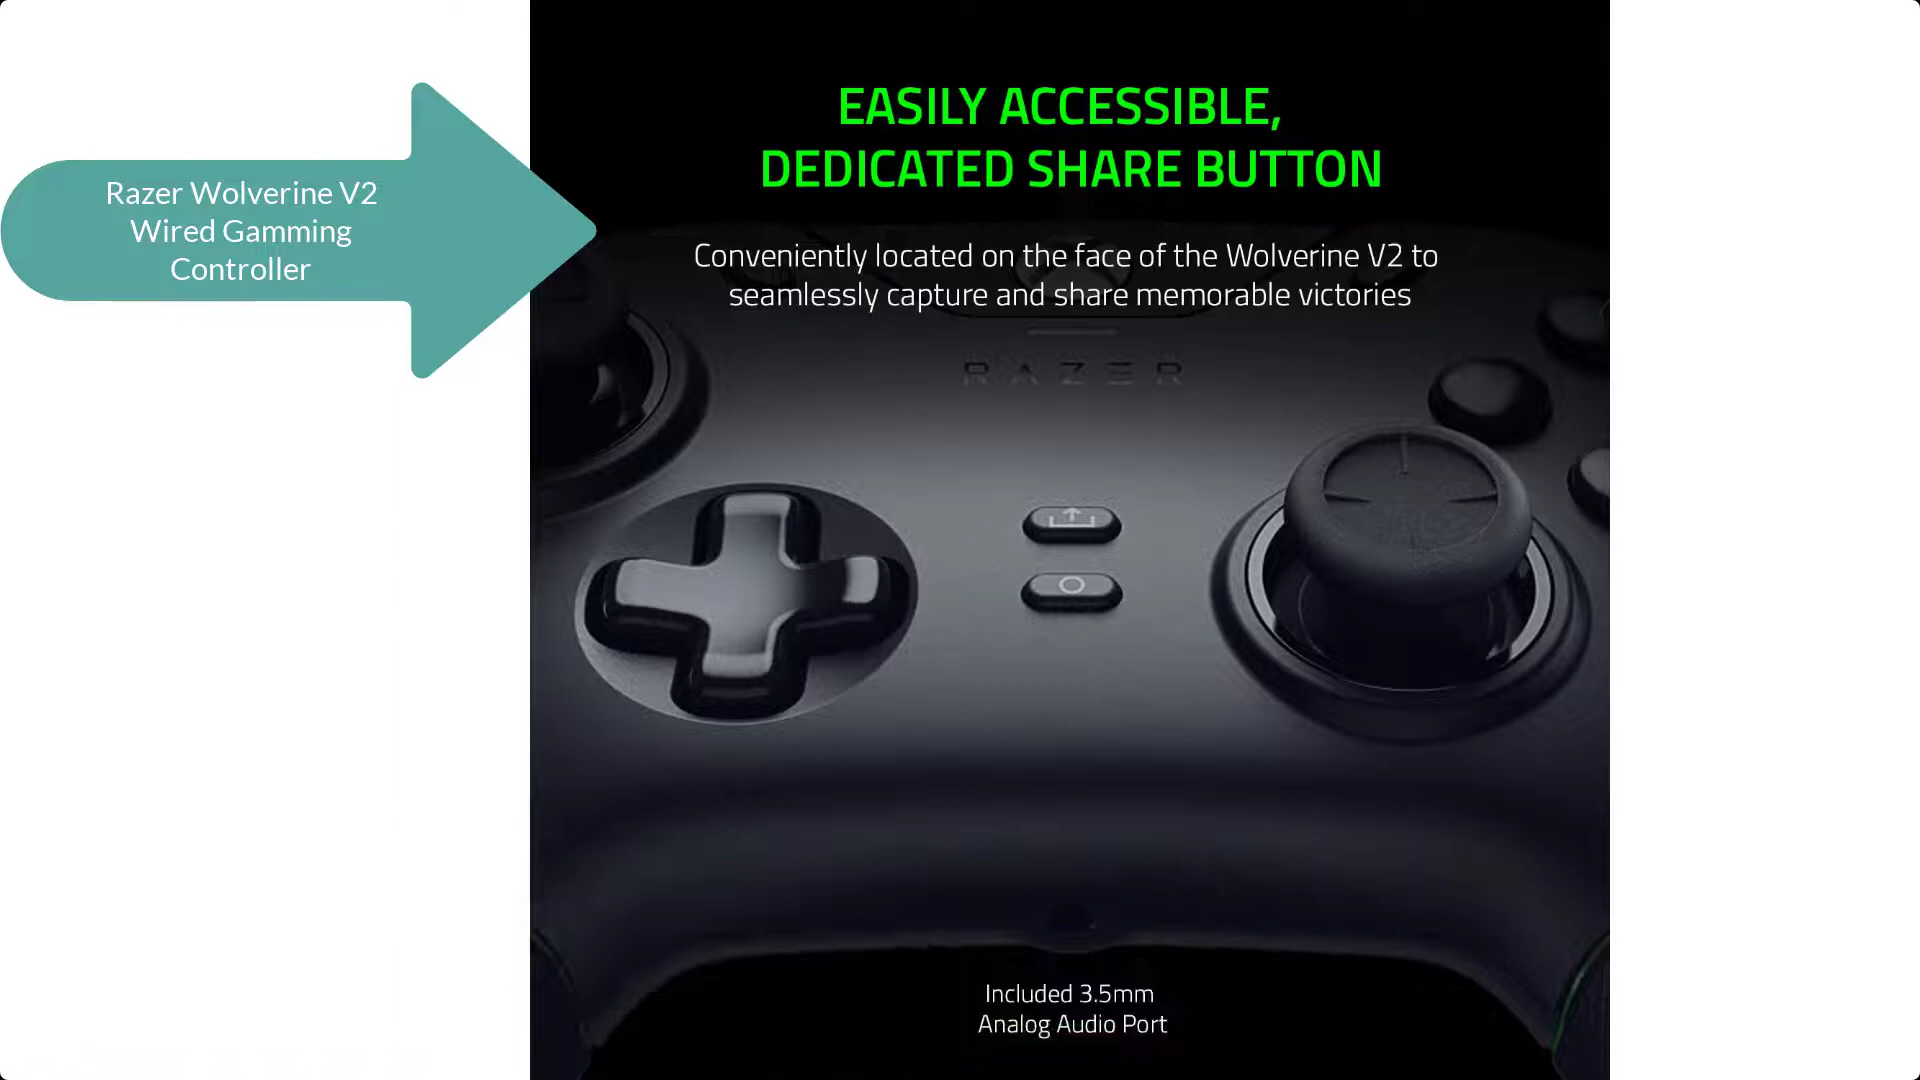 Razer Wolverine V2
Wired Gamming
Controller
EASILY ACCESSIBLE,
DEDICATED SHARE BUTTON
Conveniently located on the face of the Wolverine V2 to
seamlessly capture and share memorable victories
RAZER
Included 3.5mm
Analog Audio Port